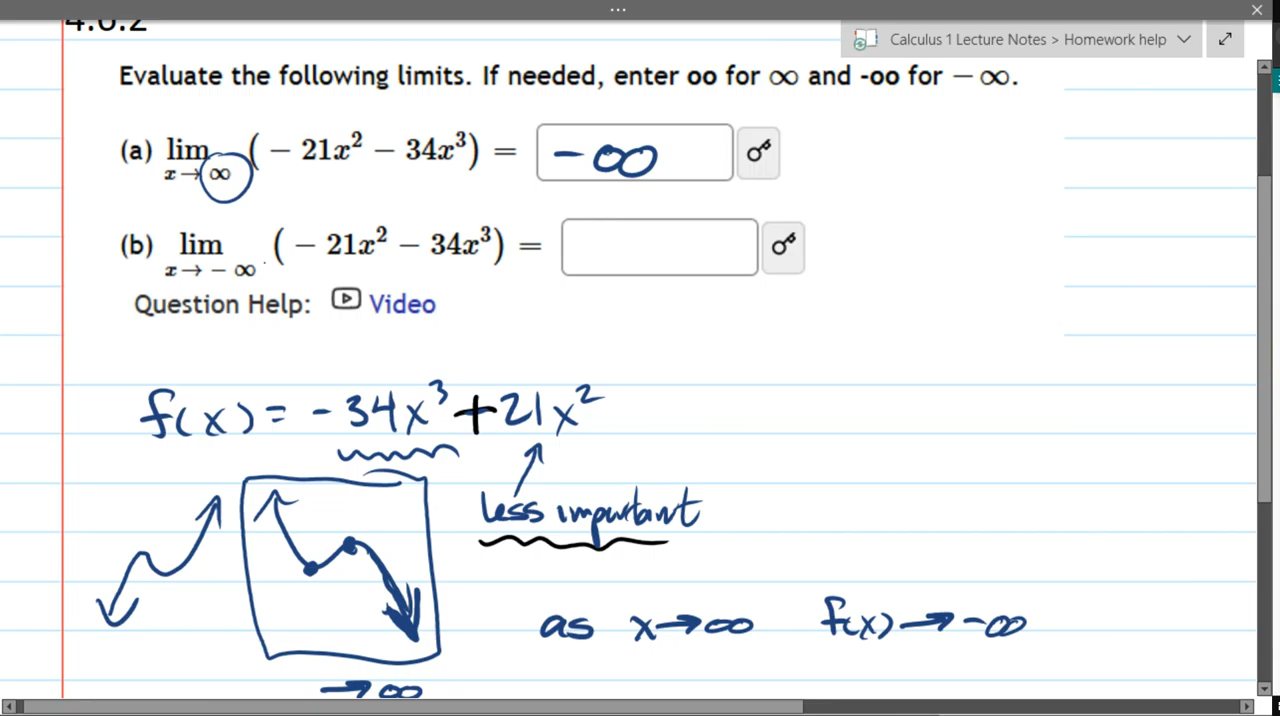 ...
4.6.2
Calculus 1 Lecture Notes > Homework help
Evaluate the following limits. If needed, enter oo for ∞ and -oo for − ∞.
(a) lim x→∞ ( − 21x² − 34x³) = -∞
(b) lim x→ − ∞ ( − 21x² − 34x³) =
Question Help: Video
f(x) = -34x³ + 21x²
less important
as x→∞ f(x)→-∞
→∞